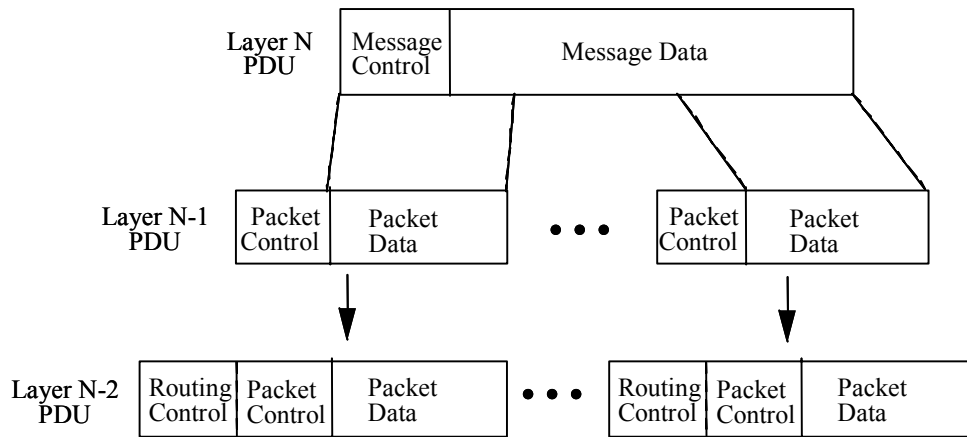 Layer N
PDU
Message
Control
Message Data
Layer N-1
PDU
Packet
Control
Packet
Data
Packet
Control
Packet
Data
Layer N-2
PDU
Routing
Control
Packet
Control
Packet
Data
Routing
Control
Packet
Control
Packet
Data